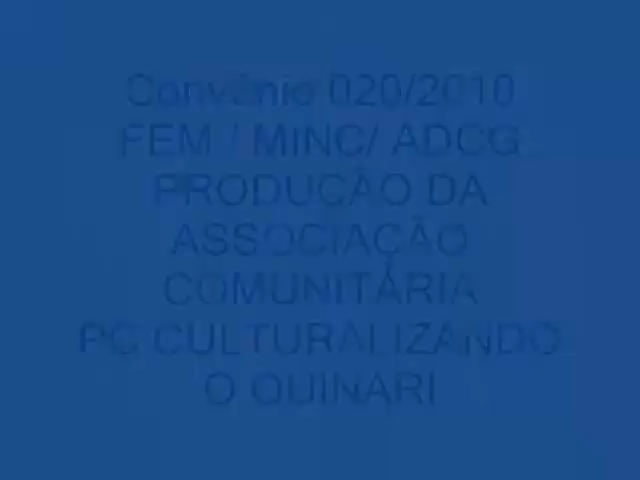 Convênio 020/2010
FEM / MINC/ ADCG
PRODUÇÃO DA
ASSOCIAÇÃO
COMUNITÁRIA
PC CULTURALIZANDO
O QUINARI